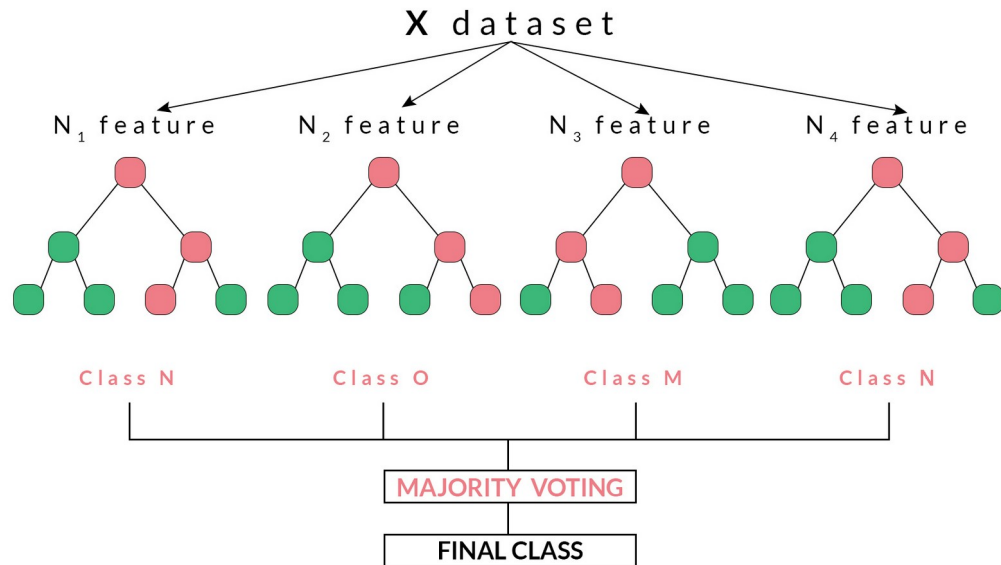 X dataset
N₁ feature N₂ feature N₃ feature N₄ feature
Class N Class O Class M Class N
MAJORITY VOTING
FINAL CLASS